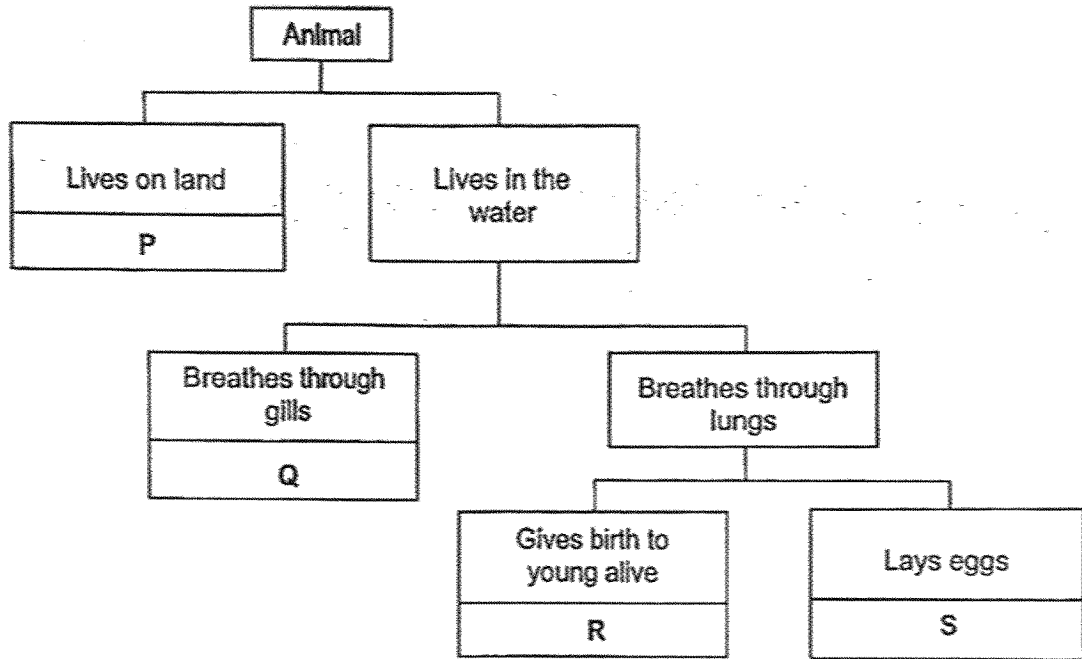 Animal
Lives on land
P
Lives in the
water
Breathes through
gills
Q
Breathes through
lungs
Gives birth to
young alive
R
Lays eggs
S